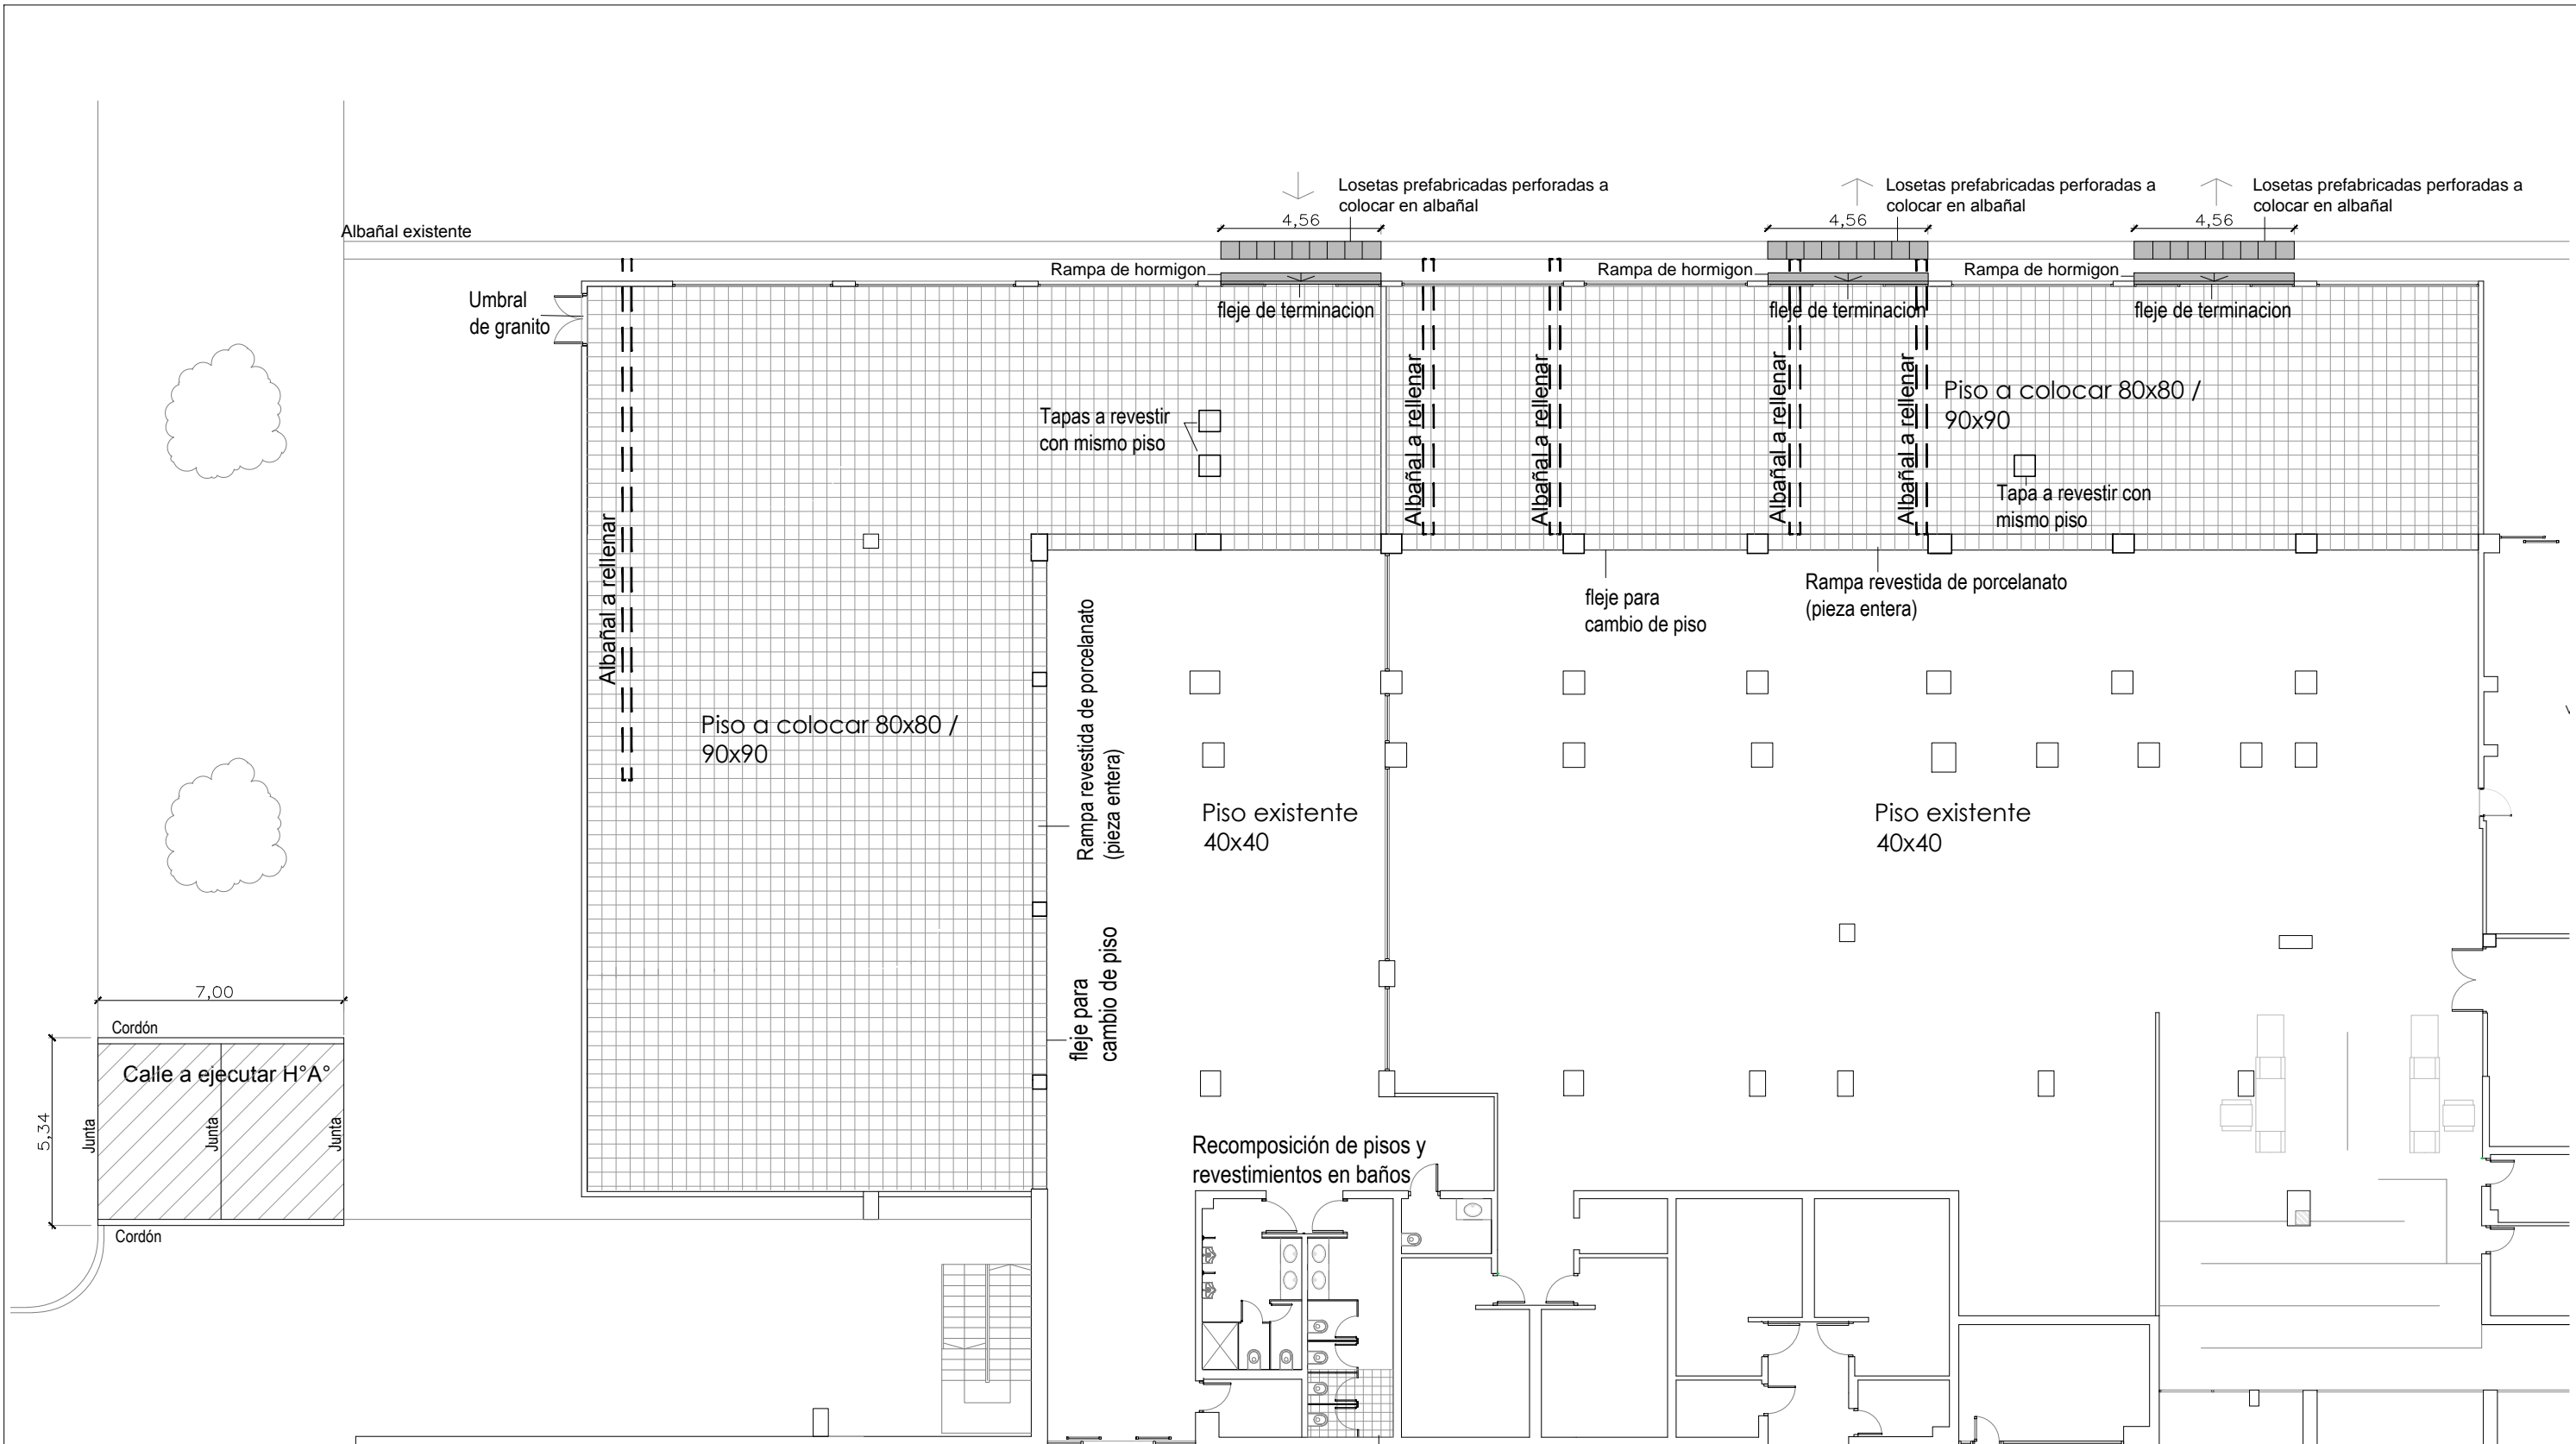 Losetas prefabricadas perforadas a
colocar en albañal
4,56
Losetas prefabricadas perforadas a
colocar en albañal
4,56
Losetas prefabricadas perforadas a
colocar en albañal
4,56
Albañal existente
Rampa de hormigon
Rampa de hormigon
Rampa de hormigon
Umbral
de granito
fleje de terminacion
fleje de terminacion
fleje de terminacion
Albañal a rellenar
Albañal a rellenar
Albañal a rellenar
Albañal a rellenar
Piso a colocar 80x80 /
90x90
Tapas a revestir
con mismo piso
Tapa a revestir con
mismo piso
Albañal a rellenar
Rampa revestida de porcelanato
(pieza entera)
fleje para
cambio de piso
Rampa revestida de porcelanato
(pieza entera)
Piso a colocar 80x80 /
90x90
Piso existente
40x40
Piso existente
40x40
fleje para
cambio de piso
7,00
Cordón
Calle a ejecutar H°A°
5,34
Junta
Junta
Junta
Cordón
Recomposición de pisos y
revestimientos en baños